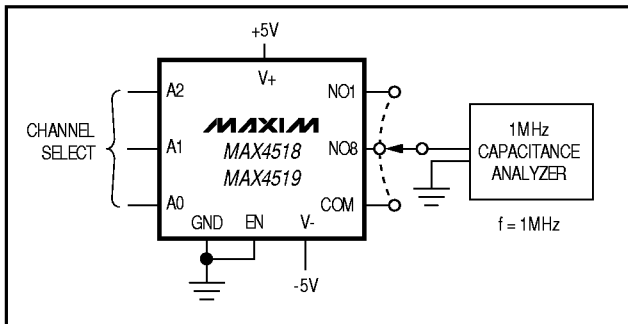 +5V
V+
A2
NO1
CHANNEL
SELECT
MAXIM
1MHz
CAPACITANCE
ANALYZER
A1
MAX4518
NO8
MAX4519
A0
COM
GND
EN
V-
f = 1MHz
-5V